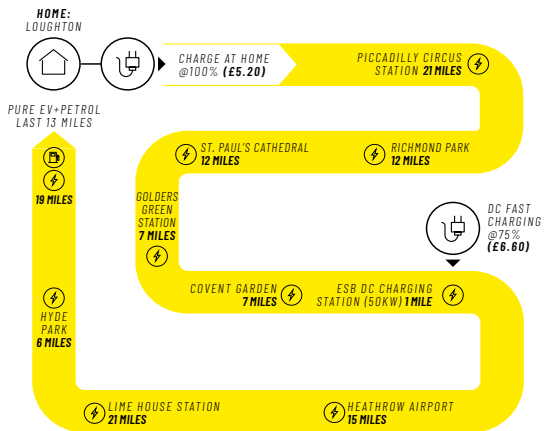 HOME:
LOUGHTON
CHARGE AT HOME
@100% (£5.20)
PICCADILLY CIRCUS
STATION 21 MILES
RICHMOND PARK
12 MILES
ST. PAUL'S CATHEDRAL
12 MILES
GOLDERS
GREEN
STATION
7 MILES
COVENT GARDEN
7 MILES
ESB DC CHARGING
STATION (50KW) 1 MILE
DC FAST
CHARGING
@75%
(£6.60)
HEATHROW AIRPORT
15 MILES
LIME HOUSE STATION
21 MILES
HYDE
PARK
6 MILES
19 MILES
PURE EV+PETROL
LAST 13 MILES